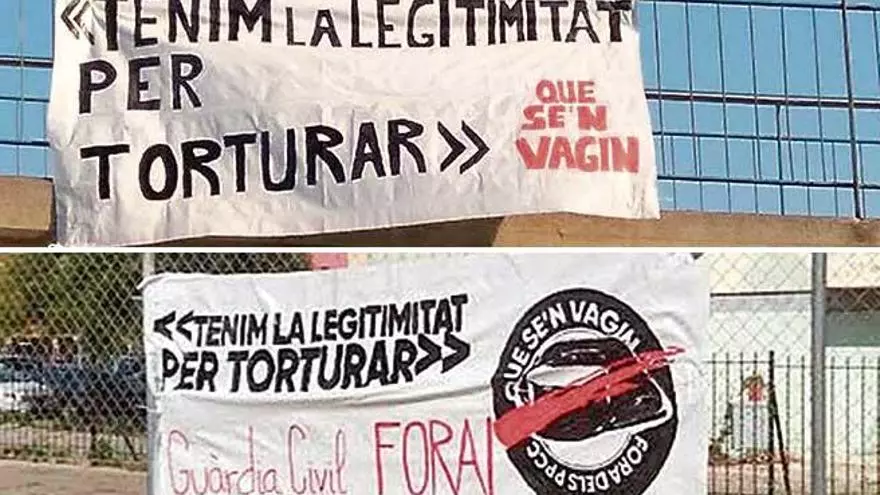 «TENIM LA LEGITIMITAT
PER
TORTURAR»
QUE
SE'N
VAGIN
<<TENIM LA LEGITIMITAT
PER TORTURAR>>
Guàrdia Civil FORA!
QUE SE'N VAGIN
FORA DELS PPCC